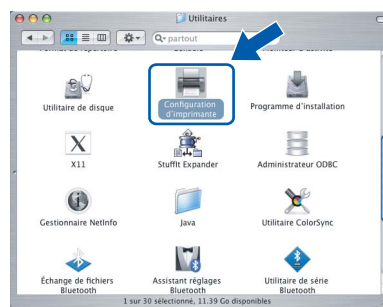 Utilitaires
partout
Utilitaire de disque
Configuration
d'imprimante
Programme d'installation
X11
StuffIt Expander
Administrateur ODBC
Gestionnaire NetInfo
Java
Utilitaire ColorSync
Échange de fichiers
Bluetooth
Assistant réglages
Bluetooth
Utilitaire de série
Bluetooth
1 sur 30 sélectionné, 11.39 Go disponibles